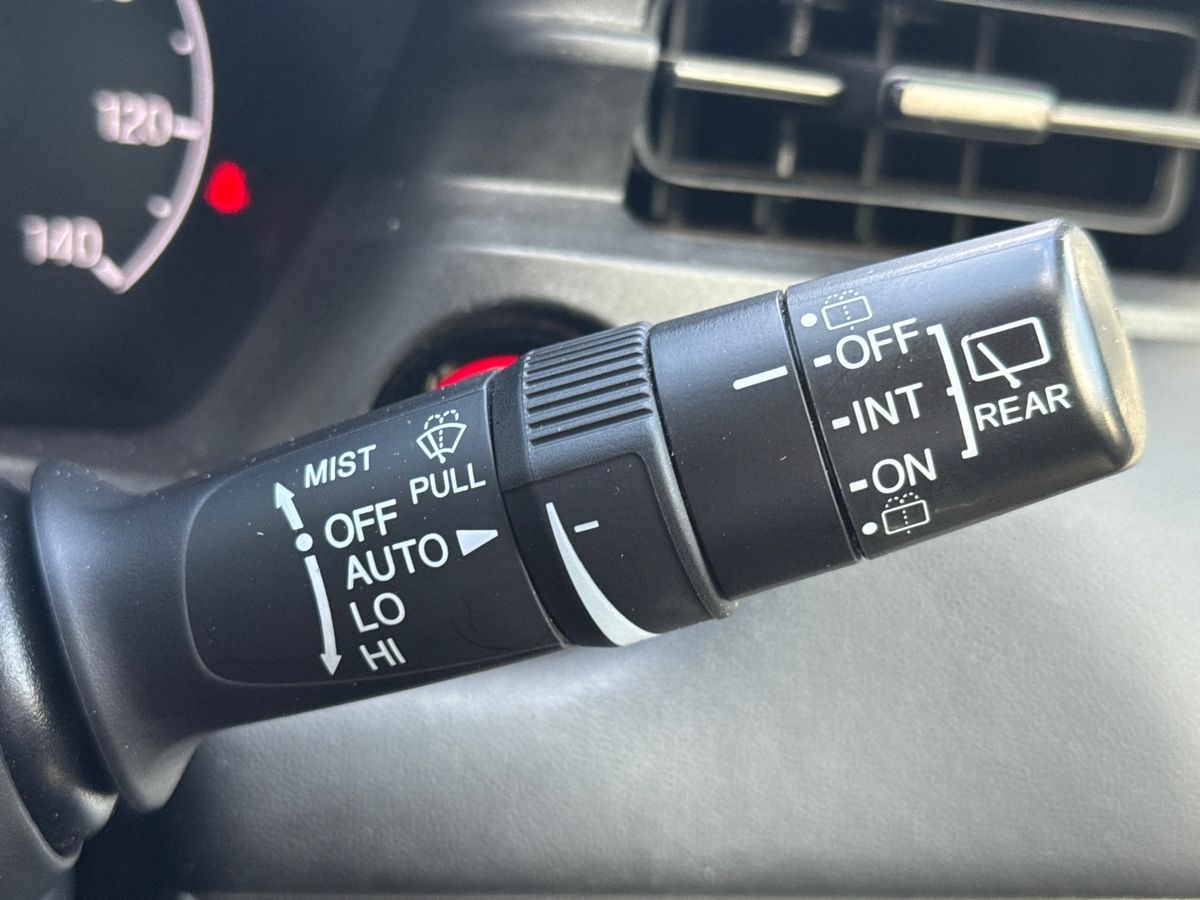 120
140
MIST
PULL
OFF
AUTO
LO
HI
OFF
INT
ON
REAR